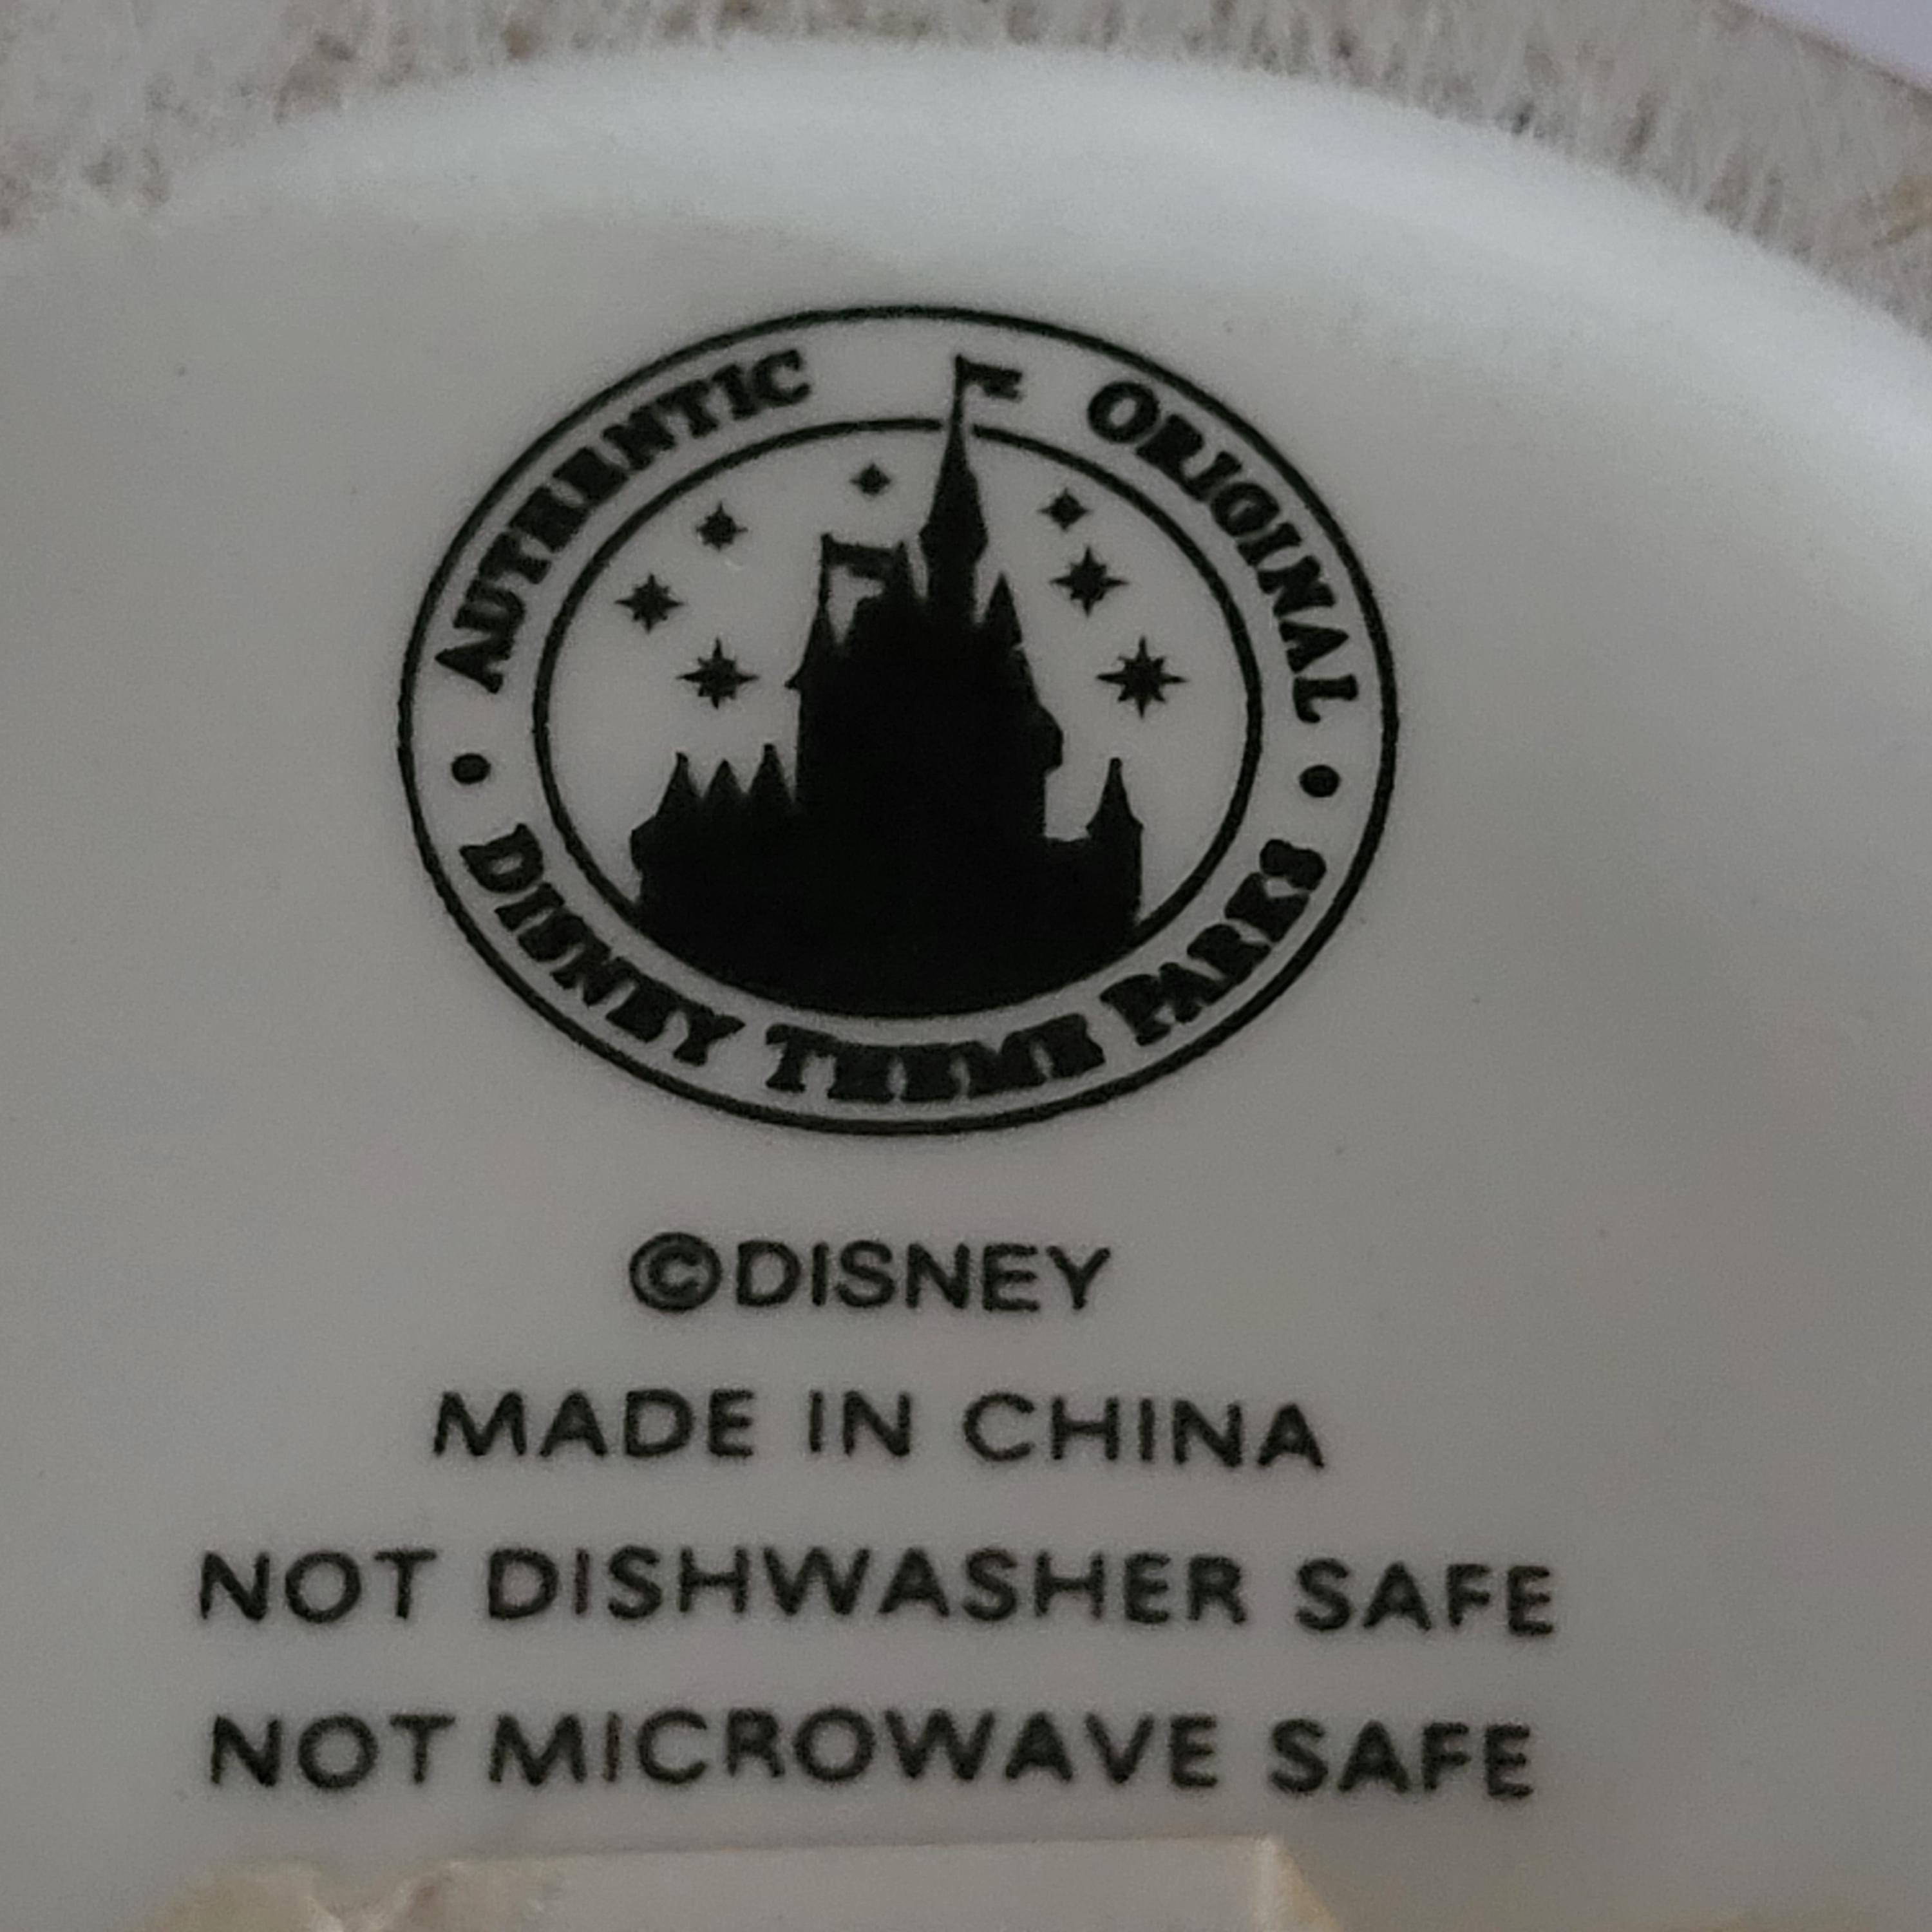 AUTHENTIC ORIGINAL
• DISNEY THEME PARKS •
©DISNEY
MADE IN CHINA
NOT DISHWASHER SAFE
NOT MICROWAVE SAFE